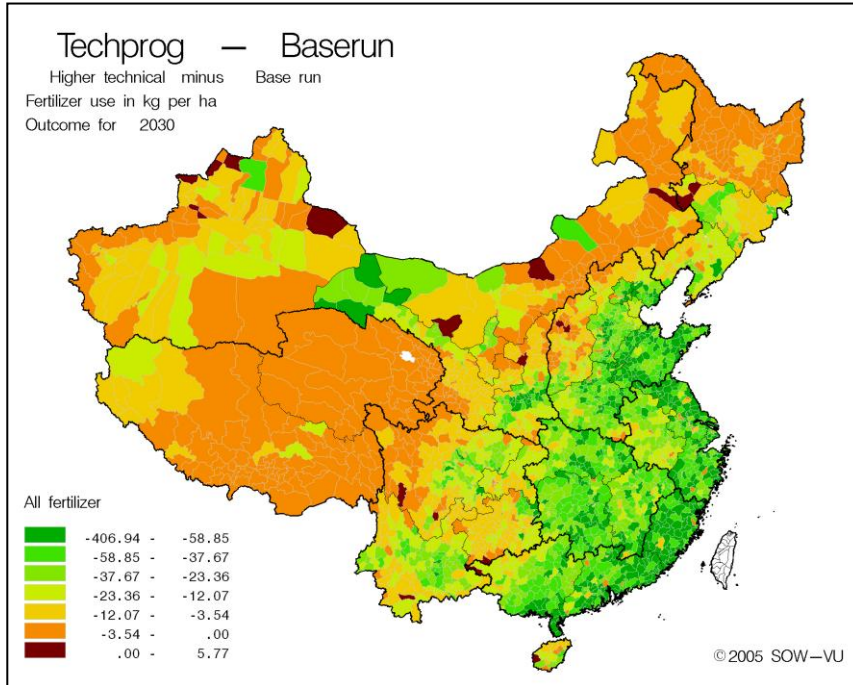 Techprog — Baserun
Higher technical minus Base run
Fertilizer use in kg per ha
Outcome for 2030
All fertilizer
-406.94 - -58.85
-58.85 - -37.67
-37.67 - -23.36
-23.36 - -12.07
-12.07 - -3.54
-3.54 - .00
.00 - 5.77
©2005 SOW—VU